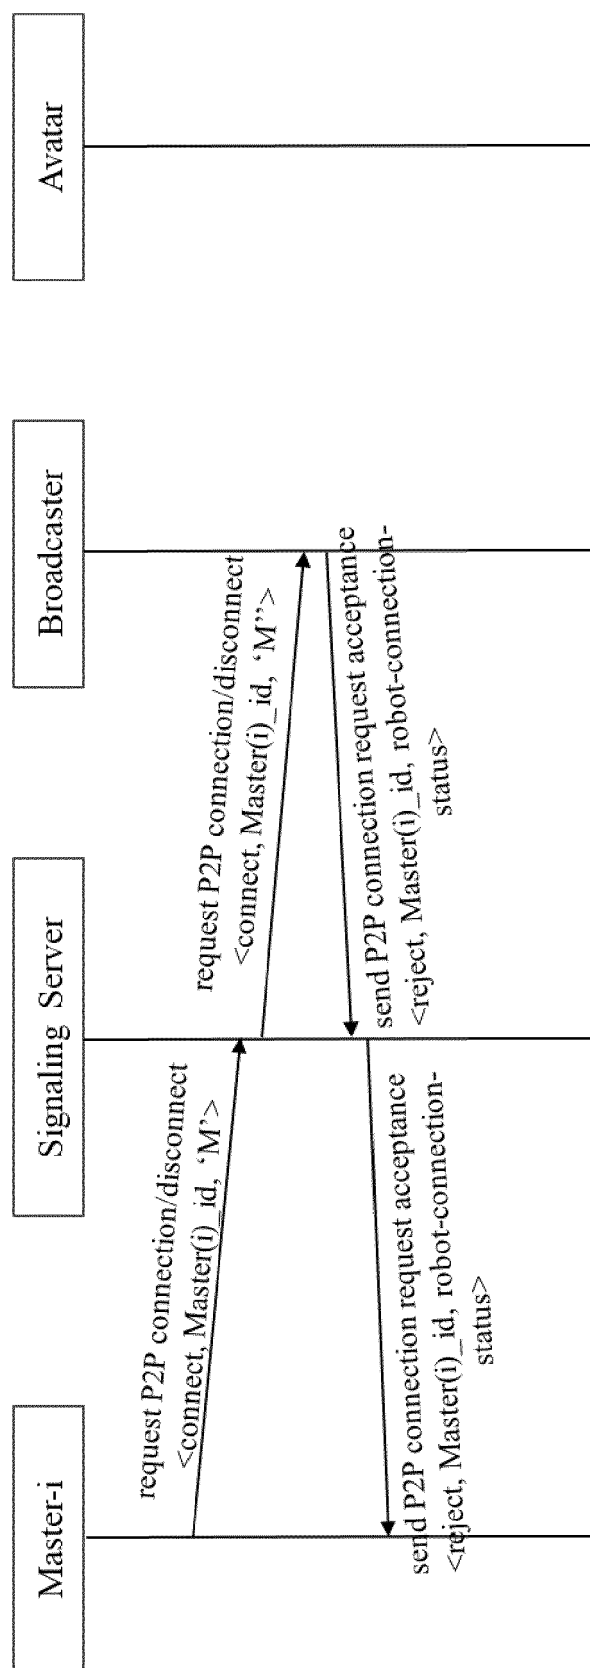 Master-i
Signaling Server
Broadcaster
Avatar
request P2P connection/disconnect
<connect, Master(i)_id, ‘M’>
request P2P connection/disconnect
<connect, Master(i)_id, ‘M”>
send P2P connection request acceptance
<reject, Master(i)_id, robot-connection-
status>
send P2P connection request acceptance
<reject, Master(i)_id, robot-connection-
status>